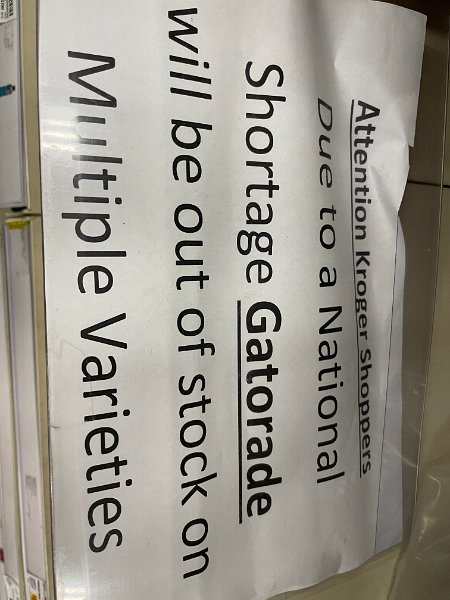 Attention Kroger Shoppers
Due to a National
Shortage Gatorade
will be out of stock on
Multiple Varieties